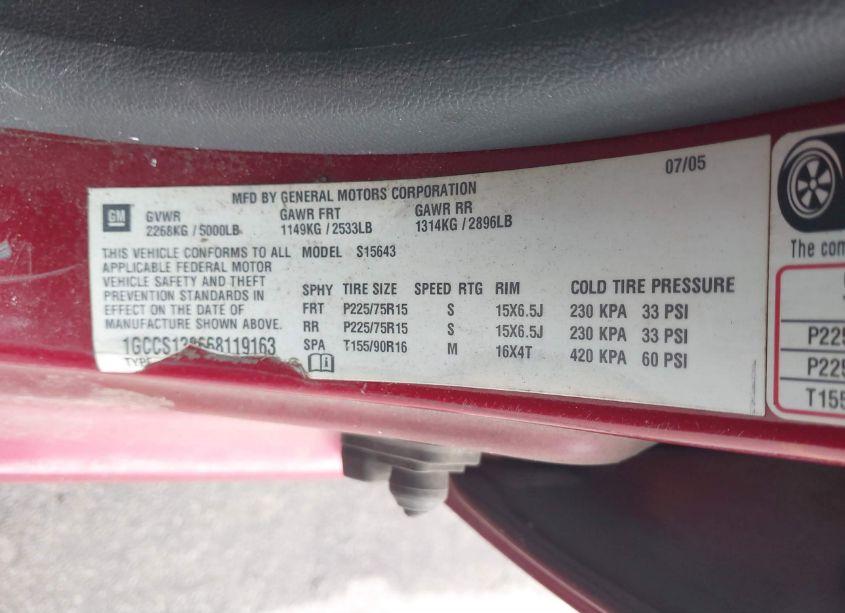 07/05
MFD BY GENERAL MOTORS CORPORATION
GM
GVWR GAWR FRT GAWR RR
2268KG / 5000LB 1149KG / 2533LB 1314KG / 2896LB
THIS VEHICLE CONFORMS TO ALL
APPLICABLE FEDERAL MOTOR
VEHICLE SAFETY AND THEFT
PREVENTION STANDARDS IN
EFFECT ON THE DATE OF
MANUFACTURE SHOWN ABOVE.
1GCCS138668119163
TYPE
MODEL S15643
SPHY TIRE SIZE SPEED RTG RIM COLD TIRE PRESSURE
FRT P225/75R15 S 15X6.5J 230 KPA 33 PSI
RR P225/75R15 S 15X6.5J 230 KPA 33 PSI
SPA T155/90R16 M 16X4T 420 KPA 60 PSI
The com
P225
P225
T155